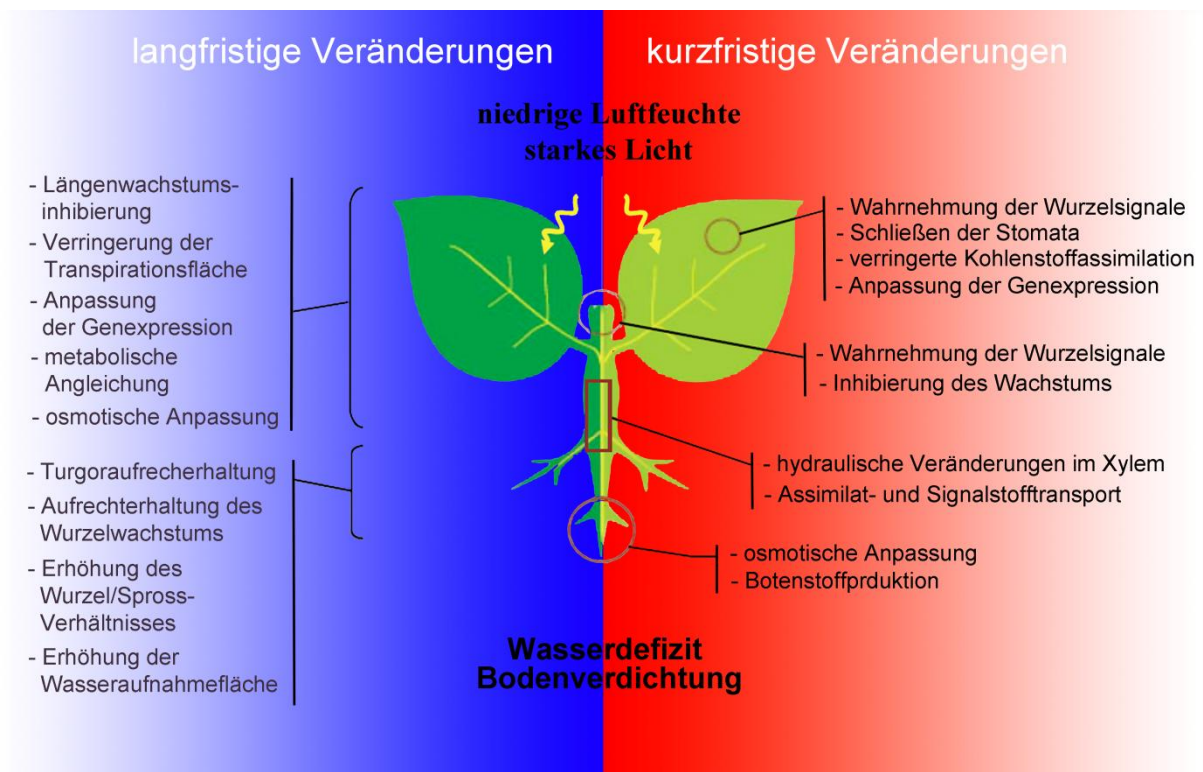 langfristige Veränderungen
kurzfristige Veränderungen
niedrige Luftfeuchte
starkes Licht
- Längenwachstums-
inhibierung
- Verringerung der
Transpirationsfläche
- Anpassung
der Genexpression
- metabolische
Angleichung
- osmotische Anpassung
- Turgoraufrecherhaltung
- Aufrechterhaltung des
Wurzelwachstums
- Erhöhung des
Wurzel/Spross-
Verhältnisses
- Erhöhung der
Wasseraufnahmefläche
- Wahrnehmung der Wurzelsignale
- Schließen der Stomata
- verringerte Kohlenstoffassimilation
- Anpassung der Genexpression
- Wahrnehmung der Wurzelsignale
- Inhibierung des Wachstums
- hydraulische Veränderungen im Xylem
- Assimilat- und Signalstofftransport
- osmotische Anpassung
- Botenstoffprduktion
Wasserdefizit
Bodenverdichtung